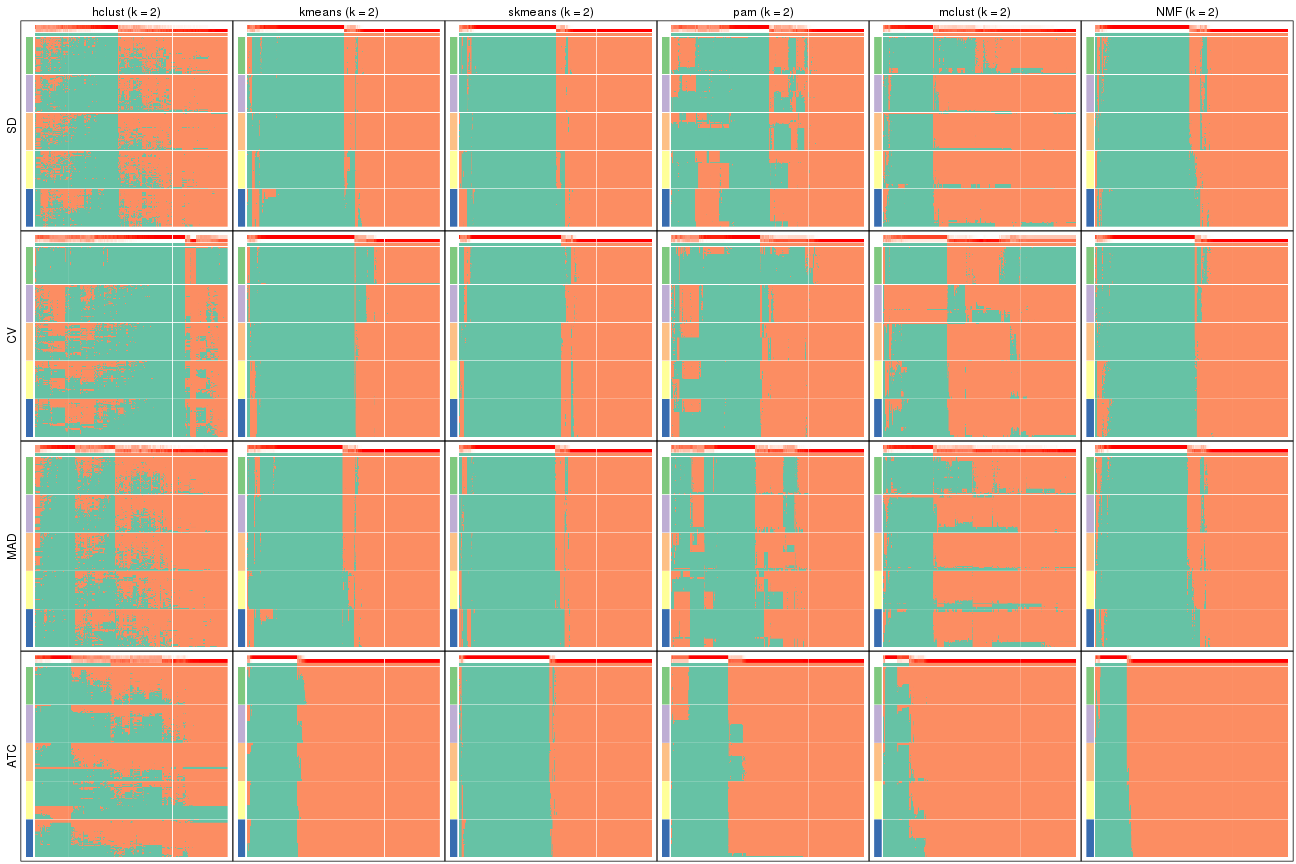 hclust (k = 2) kmeans (k = 2) skmeans (k = 2) pam (k = 2) mclust (k = 2) NMF (k = 2)
SD
CV
MAD
ATC